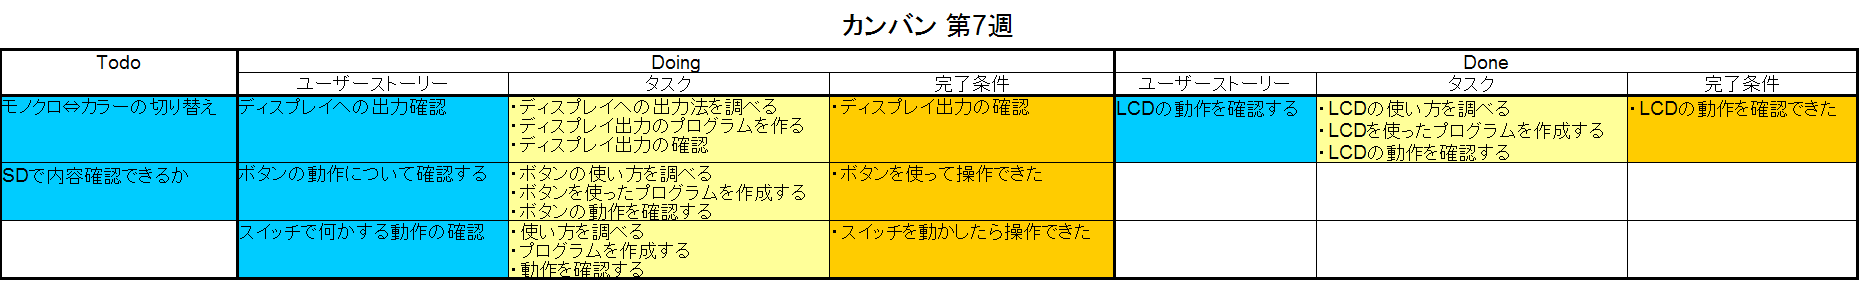 カンバン 第7週
Todo
Doing
Done
ユーザーストーリー
タスク
完了条件
ユーザーストーリー
タスク
完了条件
モノクロ⇔カラーの切り替え
ディスプレイへの出力確認
・ディスプレイへの出力法を調べる
・ディスプレイ出力のプログラムを作る
・ディスプレイ出力の確認
・ディスプレイ出力の確認
LCDの動作を確認する
・LCDの使い方を調べる
・LCDを使ったプログラムを作成する
・LCDの動作を確認する
・LCDの動作を確認できた
SDで内容確認できるか
ボタンの動作について確認する
・ボタンの使い方を調べる
・ボタンを使ったプログラムを作成する
・ボタンの動作を確認する
・ボタンを使って操作できた
スイッチで何かする動作の確認
・使い方を調べる
・プログラムを作成する
・動作を確認する
・スイッチを動かしたら操作できた